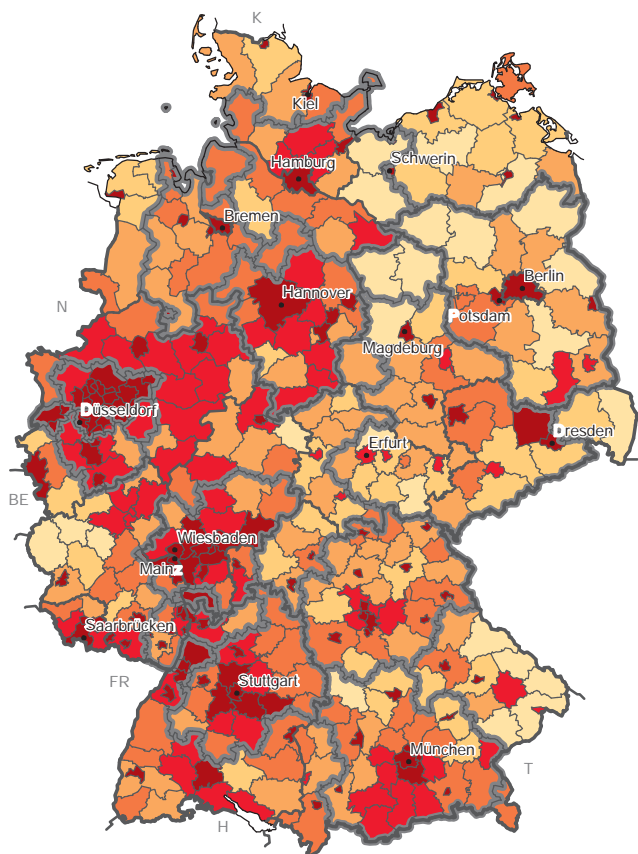 K
Kiel
Hamburg
Schwerin
Bremen
Berlin
Hannover
N
Potsdam
Magdeburg
Düsseldorf
Dresden
Erfurt
BE
Wiesbaden
Mainz
Saarbrücken
FR
Stuttgart
München
T
H